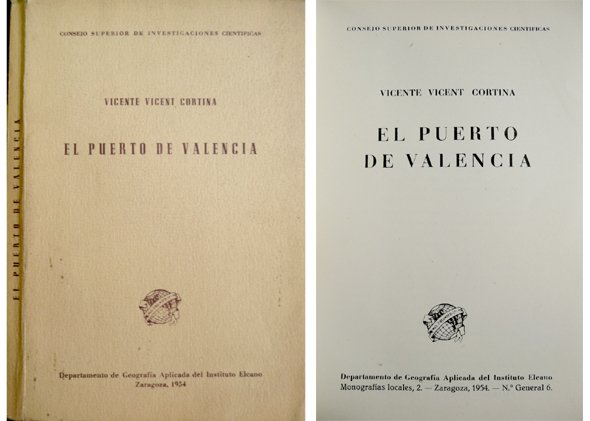 EL PUERTO DE VALENCIA
CONSEJO SUPERIOR DE INVESTIGACIONES CIENTIFICAS
VICENTE VICENT CORTINA
EL PUERTO DE VALENCIA
Departamento de Geografía Aplicada del Instituto Elcano
Zaragoza, 1954
CONSEJO SUPERIOR DE INVESTIGACIONES CIENTIFICAS
VICENTE VICENT CORTINA
EL PUERTO
DE VALENCIA
Departamento de Geografía Aplicada del Instituto Elcano
Monografías locales, 2. — Zaragoza, 1954. — N.º General 6.